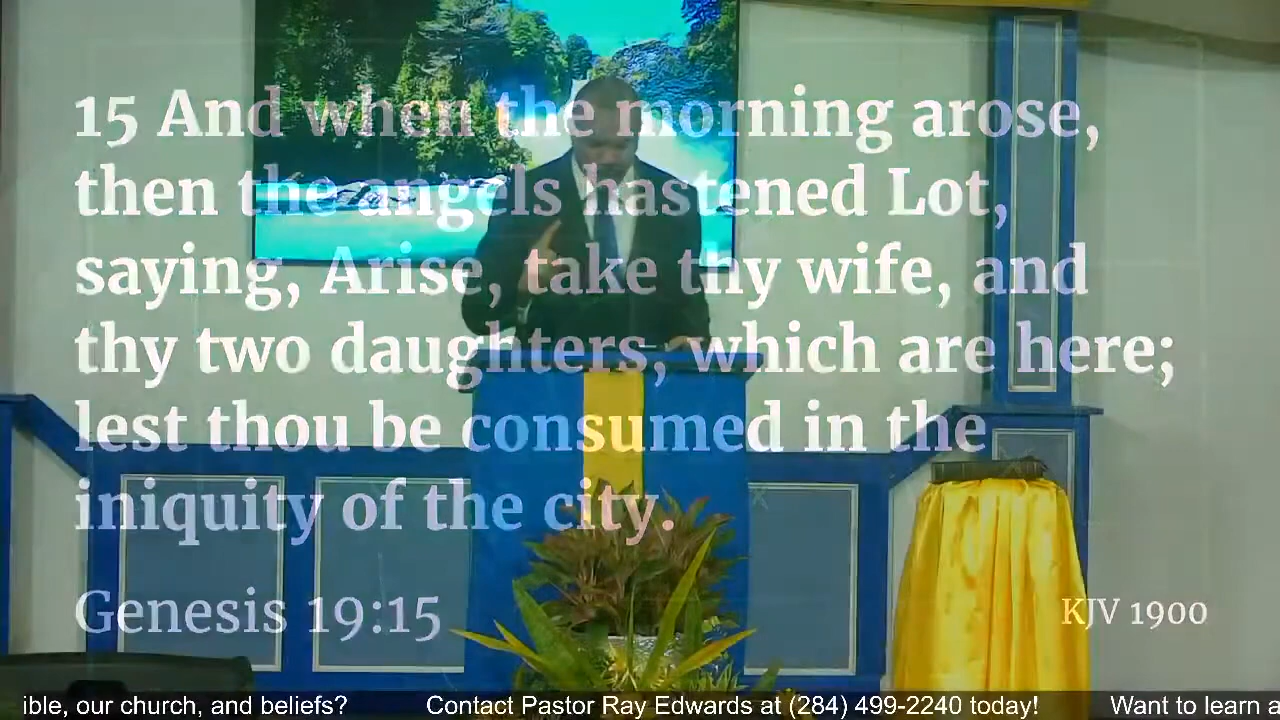 15 And when the morning arose,
then the angels hastened Lot,
saying, Arise, take thy wife, and
thy two daughters, which are here;
lest thou be consumed in the
iniquity of the city.
Genesis 19:15
KJV 1900
ible, our church, and beliefs? Contact Pastor Ray Edwards at (284) 499-2240 today! Want to learn a